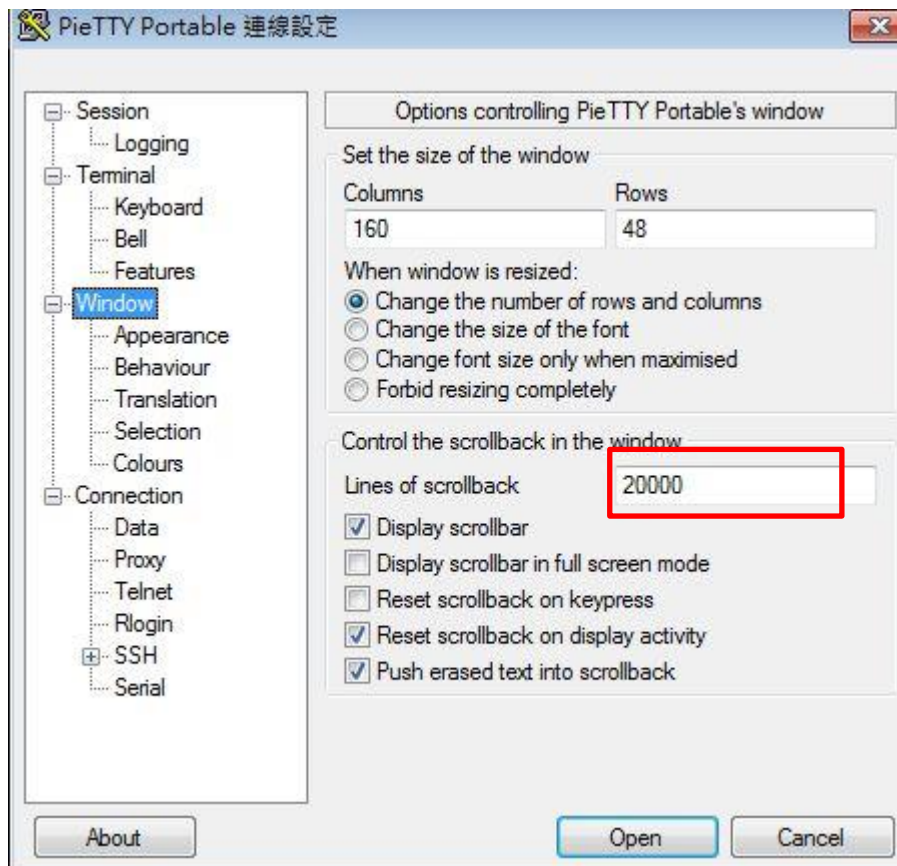 PieTTY Portable 連線設定
Session
Logging
Terminal
Keyboard
Bell
Features
Window
Appearance
Behaviour
Translation
Selection
Colours
Connection
Data
Proxy
Telnet
Rlogin
SSH
Serial
Options controlling PieTTY Portable's window
Set the size of the window
Columns Rows
160 48
When window is resized:
Change the number of rows and columns
Change the size of the font
Change font size only when maximised
Forbid resizing completely
Control the scrollback in the window
Lines of scrollback 20000
Display scrollbar
Display scrollbar in full screen mode
Reset scrollback on keypress
Reset scrollback on display activity
Push erased text into scrollback
About Open Cancel